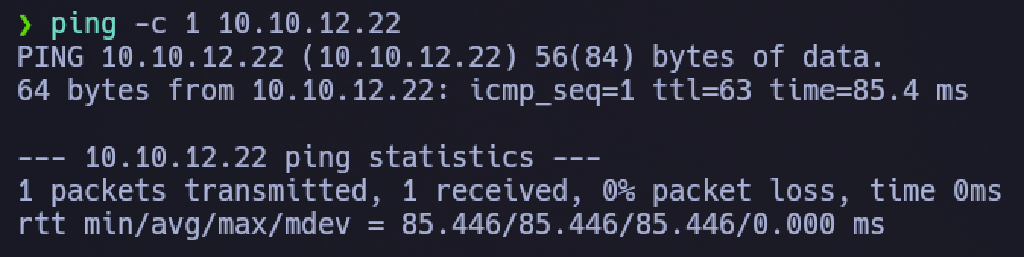 ❯ ping -c 1 10.10.12.22
PING 10.10.12.22 (10.10.12.22) 56(84) bytes of data.
64 bytes from 10.10.12.22: icmp_seq=1 ttl=63 time=85.4 ms
--- 10.10.12.22 ping statistics ---
1 packets transmitted, 1 received, 0% packet loss, time 0ms
rtt min/avg/max/mdev = 85.446/85.446/85.446/0.000 ms